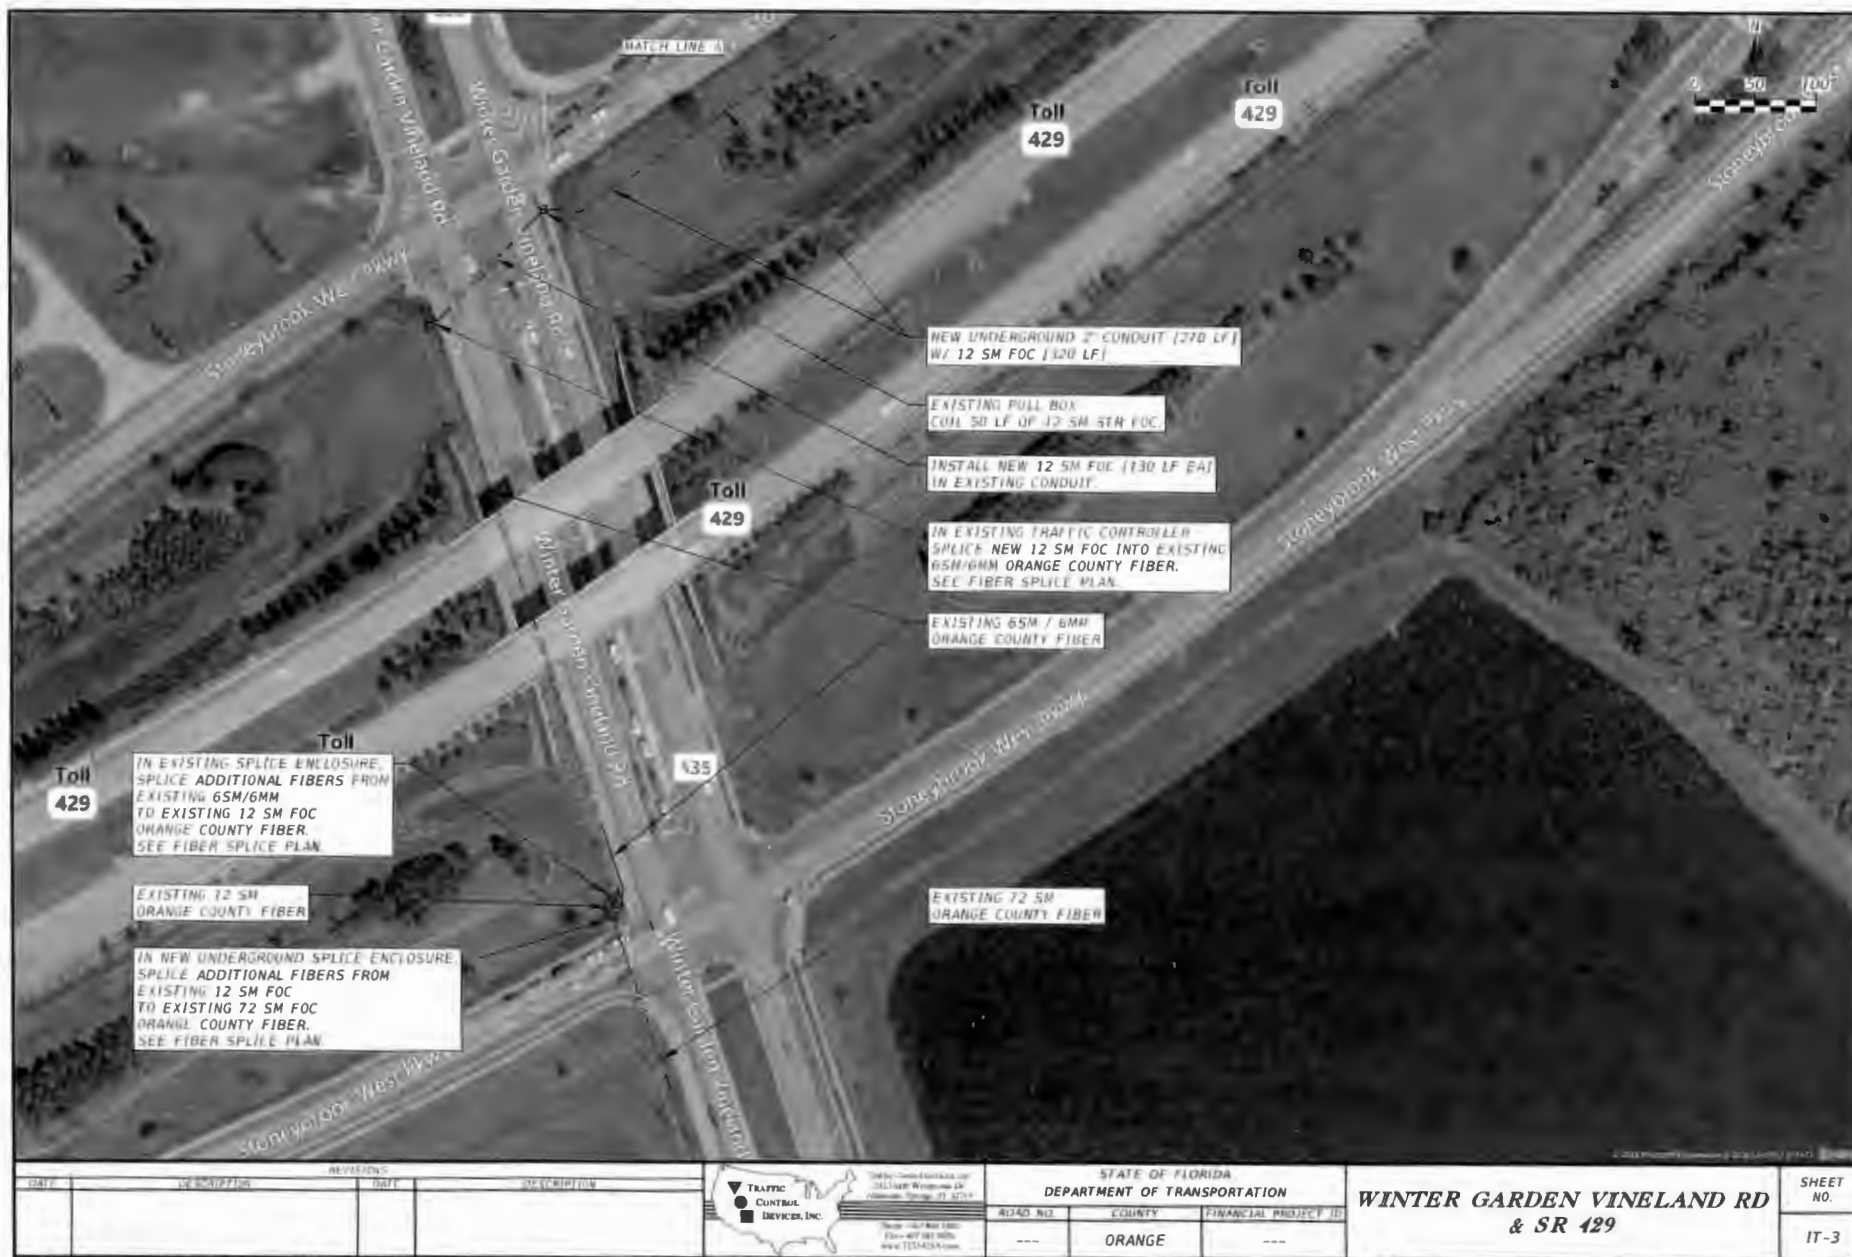 MATCH LINE A
N
0 50 100'
Toll
429
Toll
429
Winter Garden Vineland Rd
Stoneybrook West Pkwy
NEW UNDERGROUND 2" CONDUIT (270 LF)
W/ 12 SM FOC (320 LF)
EXISTING PULL BOX
COIL 50 LF OF 12 SM STR FOC.
INSTALL NEW 12 SM FOC (130 LF EA)
IN EXISTING CONDUIT.
IN EXISTING TRAFFIC CONTROLLER
SPLICE NEW 12 SM FOC INTO EXISTING
6SM/6MM ORANGE COUNTY FIBER.
SEE FIBER SPLICE PLAN.
EXISTING 6SM / 6MM
ORANGE COUNTY FIBER
Toll
429
Winter Garden Vineland Rd
Stoneybrook West Pkwy
Stoneybrook West Pkwy
535
Toll
Toll
429
IN EXISTING SPLICE ENCLOSURE,
SPLICE ADDITIONAL FIBERS FROM
EXISTING 6SM/6MM
TO EXISTING 12 SM FOC
ORANGE COUNTY FIBER.
SEE FIBER SPLICE PLAN.
EXISTING 12 SM
ORANGE COUNTY FIBER
EXISTING 72 SM
ORANGE COUNTY FIBER
IN NEW UNDERGROUND SPLICE ENCLOSURE,
SPLICE ADDITIONAL FIBERS FROM
EXISTING 12 SM FOC
TO EXISTING 72 SM FOC
ORANGE COUNTY FIBER.
SEE FIBER SPLICE PLAN.
Stoneybrook West Pkwy
Winter Garden Vineland
REVISIONS
DATE DESCRIPTION DATE DESCRIPTION
TRAFFIC
CONTROL
DEVICES, INC.
STATE OF FLORIDA
DEPARTMENT OF TRANSPORTATION
ROAD NO. COUNTY FINANCIAL PROJECT ID
--- ORANGE ---
WINTER GARDEN VINELAND RD
& SR 429
SHEET
NO.
IT-3